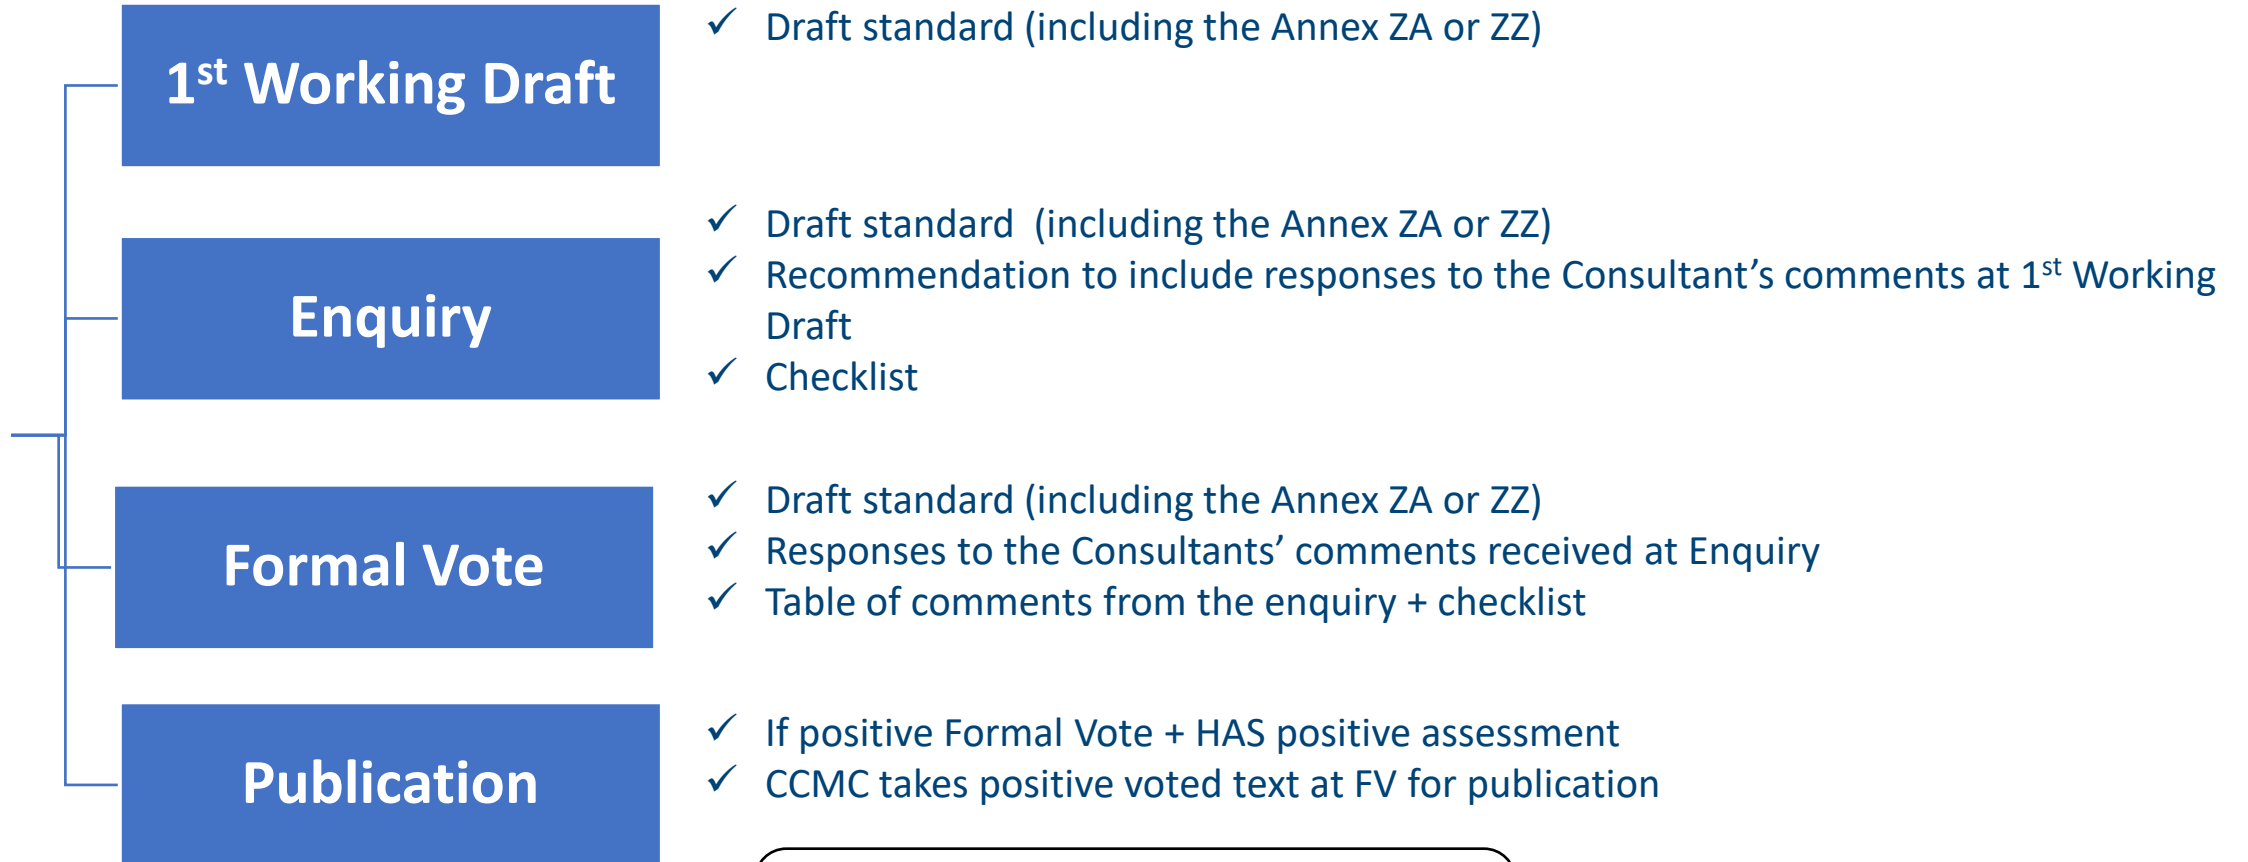 1st Working Draft
✓ Draft standard (including the Annex ZA or ZZ)
Enquiry
✓ Draft standard (including the Annex ZA or ZZ)
✓ Recommendation to include responses to the Consultant’s comments at 1st Working
Draft
✓ Checklist
Formal Vote
✓ Draft standard (including the Annex ZA or ZZ)
✓ Responses to the Consultants’ comments received at Enquiry
✓ Table of comments from the enquiry + checklist
Publication
✓ If positive Formal Vote + HAS positive assessment
✓ CCMC takes positive voted text at FV for publication